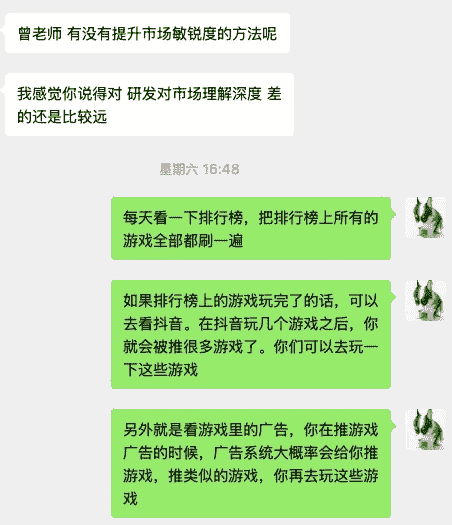 曾老师 有没有提升市场敏锐度的方法呢
我感觉你说得对 研发对市场理解深度 差
的还是比较远
星期六 16:48
每天看一下排行榜，把排行榜上所有的
游戏全部都刷一遍
如果排行榜上的游戏玩完了的话，可以
去看抖音。在抖音玩几个游戏之后，你
就会被推很多游戏了。你们可以去玩一
下这些游戏
另外就是看游戏里的广告，你在推游戏
广告的时候，广告系统大概率会给你推
游戏，推类似的游戏，你再去玩这些游
戏